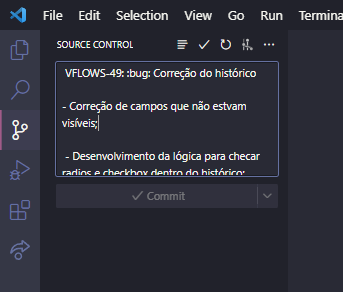 File Edit Selection View Go Run Termina
SOURCE CONTROL
VFLOWS-49: :bug: Correção do histórico
- Correção de campos que não estvam
visíveis;
- Desenvolvimento da lógica para checar
radios e checkbox dentro do histórico;
Commit